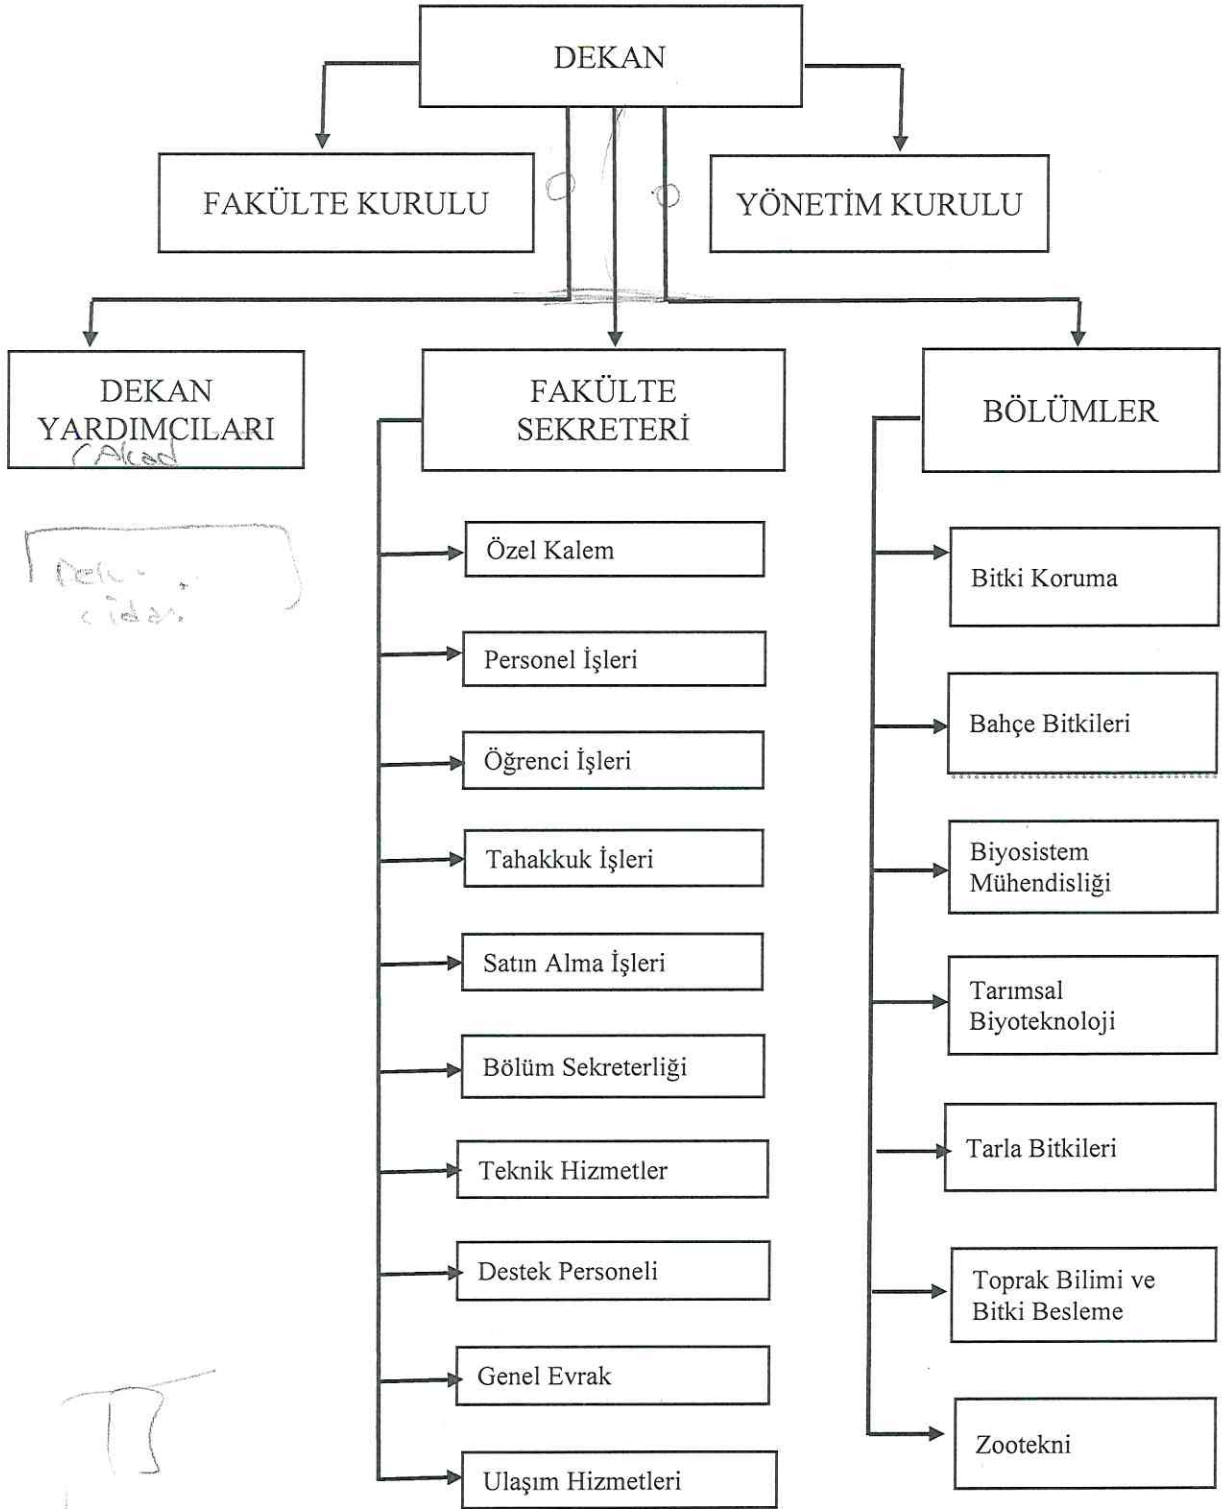 DEKAN
FAKÜLTE KURULU
YÖNETİM KURULU
DEKAN
YARDIMCILARI
(Akad
FAKÜLTE
SEKRETERİ
Özel Kalem
Personel İşleri
Öğrenci İşleri
Tahakkuk İşleri
Satın Alma İşleri
Bölüm Sekreterliği
Teknik Hizmetler
Destek Personeli
Genel Evrak
Ulaşım Hizmetleri
BÖLÜMLER
Bitki Koruma
Bahçe Bitkileri
Biyosistem
Mühendisliği
Tarımsal
Biyoteknoloji
Tarla Bitkileri
Toprak Bilimi ve
Bitki Besleme
Zootekni